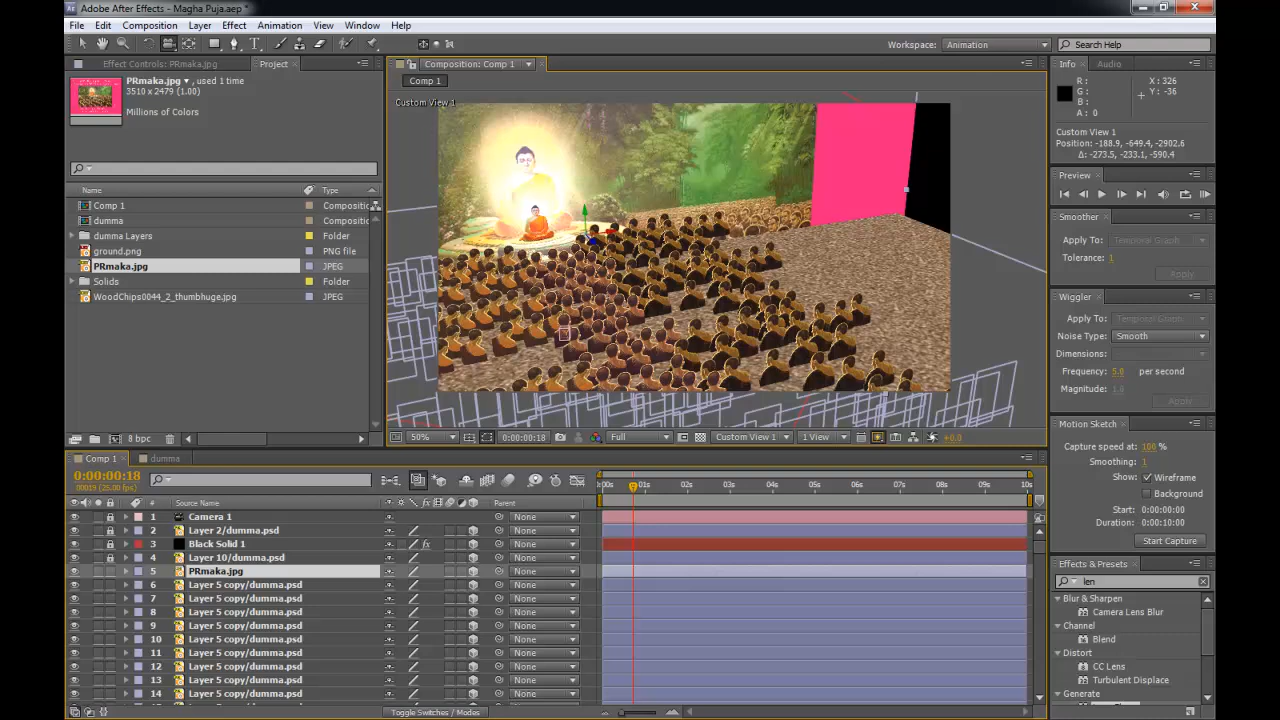 Adobe After Effects - Magha Puja.aep *
File Edit Composition Layer Effect Animation View Window Help
Workspace: Animation Search Help
Effect Controls: PRmaka.jpg Project
Composition: Comp 1
Info Audio
Comp 1
PRmaka.jpg , used 1 time
3510 x 2479 (1.00)
Millions of Colors
Custom View 1
R :
G :
B :
A : 0
X : 326
Y : -36
Custom View 1
Position: -188.9, -649.4, -2902.6
Δ: -273.5, -233.1, -590.4
Preview
Name Type
Comp 1 Composition
dumma Composition
dumma Layers Folder
ground.png PNG file
PRmaka.jpg JPEG
Solids Folder
WoodChips0044_2_thumbhuge.jpg JPEG
Smoother
Apply To: Temporal Graph
Tolerance: 1
Apply
Wiggler
Apply To: Temporal Graph
Noise Type: Smooth
Dimensions:
Frequency: 5.0 per second
Magnitude: 1.0
Apply
Motion Sketch
Capture speed at: 100 %
Smoothing: 1
Show: Wireframe
Background
Start: 0:00:00:00
Duration: 0:00:10:00
Start Capture
8 bpc
50% 0:00:00:18 Full Custom View 1 1 View +0.0
Comp 1 dumma
0:00:00:18
00019 (25.00 fps)
:00s 01s 02s 03s 04s 05s 06s 07s 08s 09s 10s
# Source Name Parent
1 Camera 1 None
2 Layer 2/dumma.psd None
3 Black Solid 1 None
4 Layer 10/dumma.psd None
5 PRmaka.jpg None
6 Layer 5 copy/dumma.psd None
7 Layer 5 copy/dumma.psd None
8 Layer 5 copy/dumma.psd None
9 Layer 5 copy/dumma.psd None
10 Layer 5 copy/dumma.psd None
11 Layer 5 copy/dumma.psd None
12 Layer 5 copy/dumma.psd None
13 Layer 5 copy/dumma.psd None
14 Layer 5 copy/dumma.psd None
Toggle Switches / Modes
Effects & Presets
len
Blur & Sharpen
Camera Lens Blur
Channel
Blend
Distort
CC Lens
Turbulent Displace
Generate